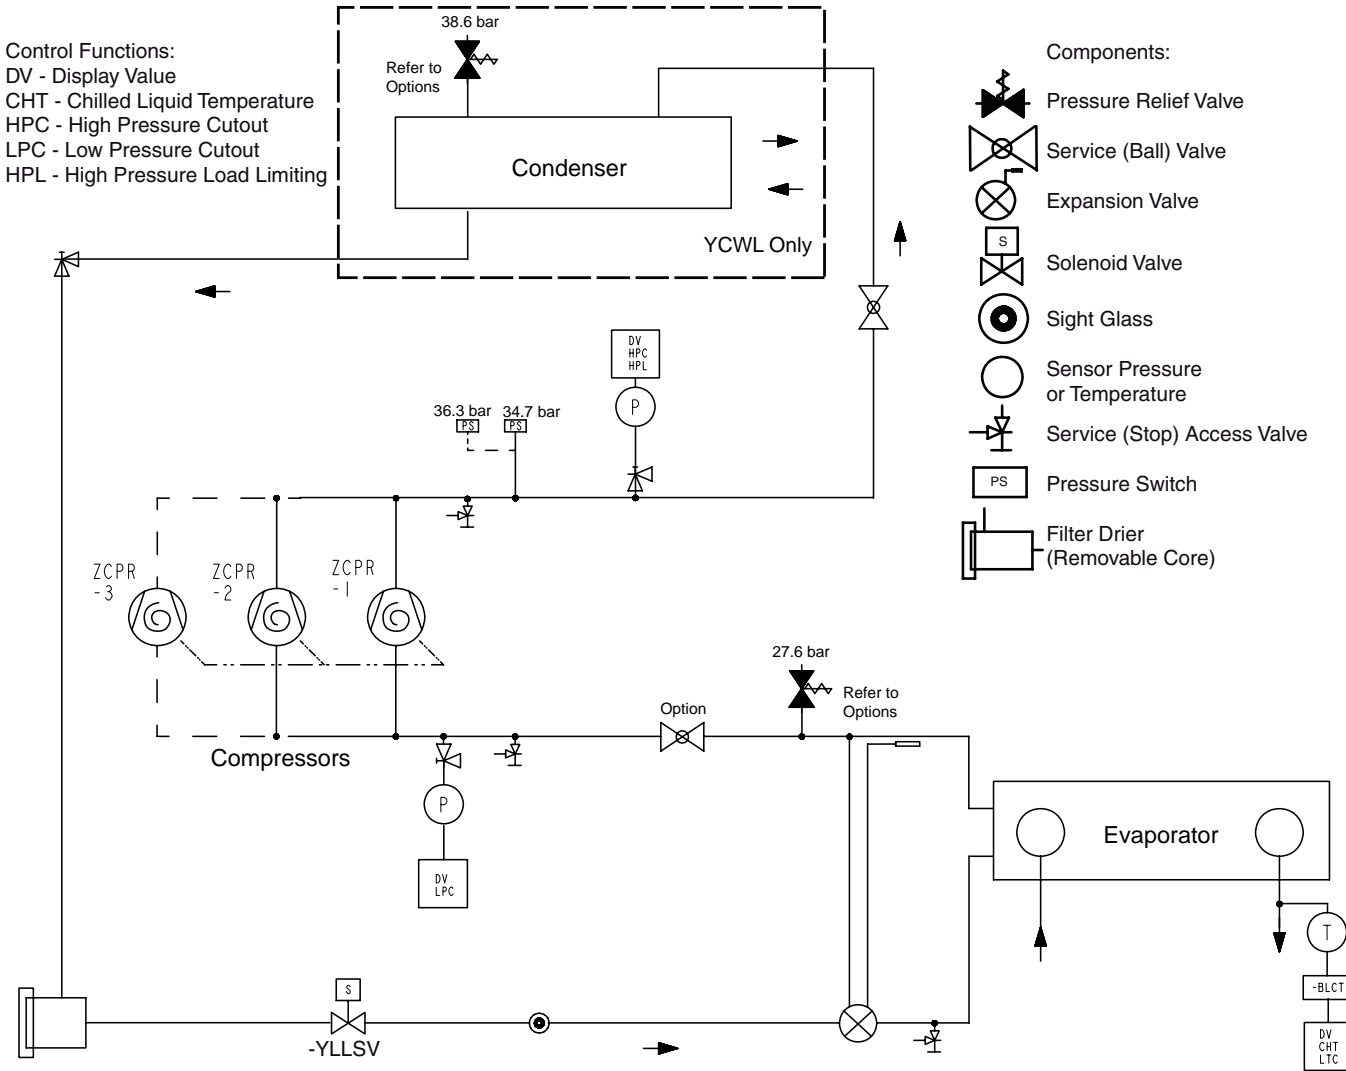 Control Functions:
DV - Display Value
CHT - Chilled Liquid Temperature
HPC - High Pressure Cutout
LPC - Low Pressure Cutout
HPL - High Pressure Load Limiting
38.6 bar
Refer to
Options
Condenser
YCWL Only
Components:
Pressure Relief Valve
Service (Ball) Valve
Expansion Valve
S
Solenoid Valve
Sight Glass
Sensor Pressure
or Temperature
Service (Stop) Access Valve
PS
Pressure Switch
Filter Drier
(Removable Core)
DV
HPC
HPL
P
36.3 bar
34.7 bar
PS
PS
ZCPR
-3
ZCPR
-2
ZCPR
-1
Compressors
P
DV
LPC
Option
27.6 bar
Refer to
Options
Evaporator
T
-BLCT
DV
CHT
LTC
S
-YLLSV